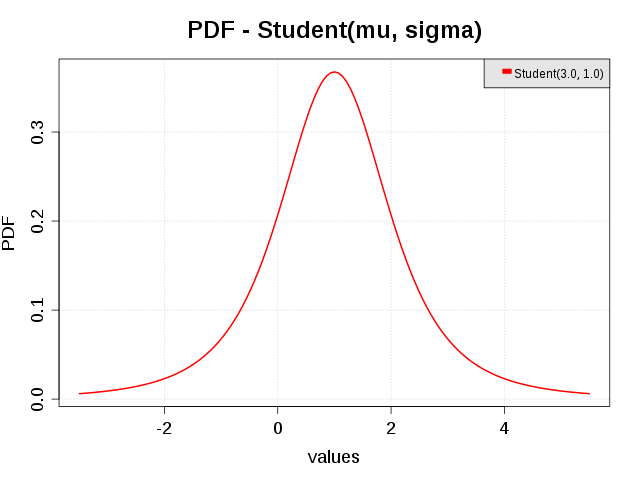 PDF - Student(mu, sigma)
Student(3.0, 1.0)
PDF
0.3
0.2
0.1
0.0
-2 0 2 4
values